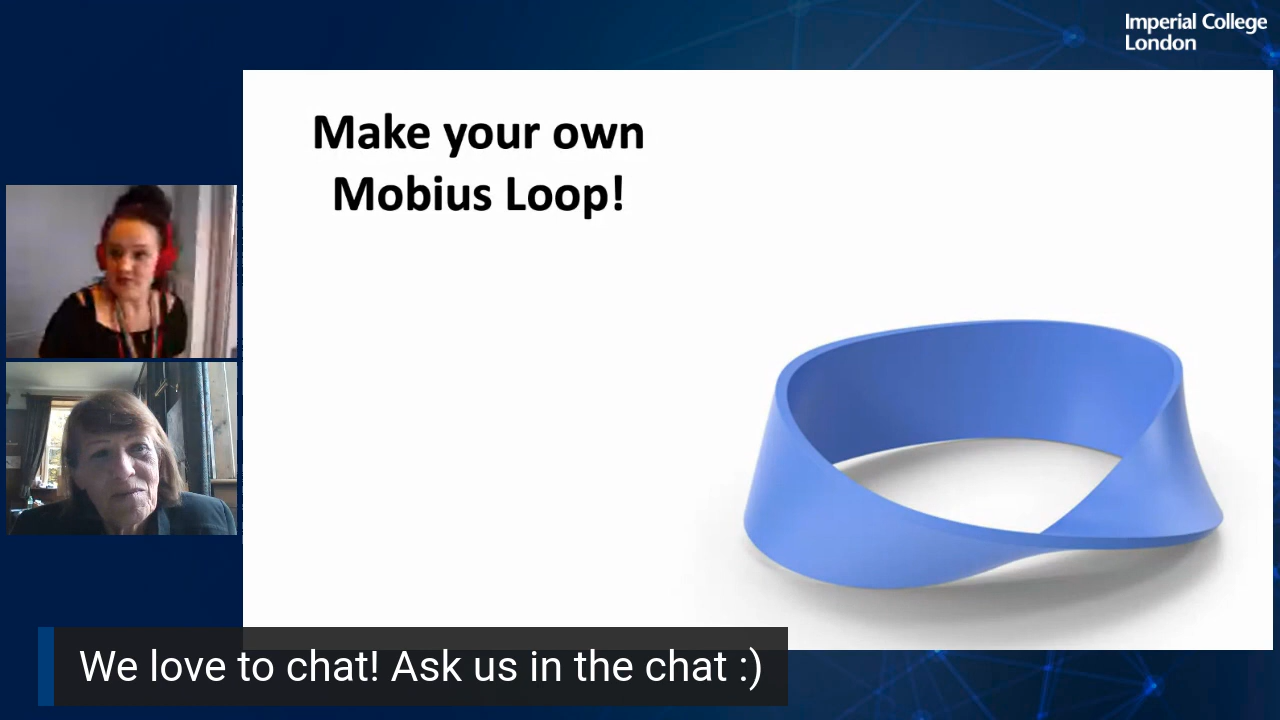 Imperial College
London
Make your own
Mobius Loop!
We love to chat! Ask us in the chat :)